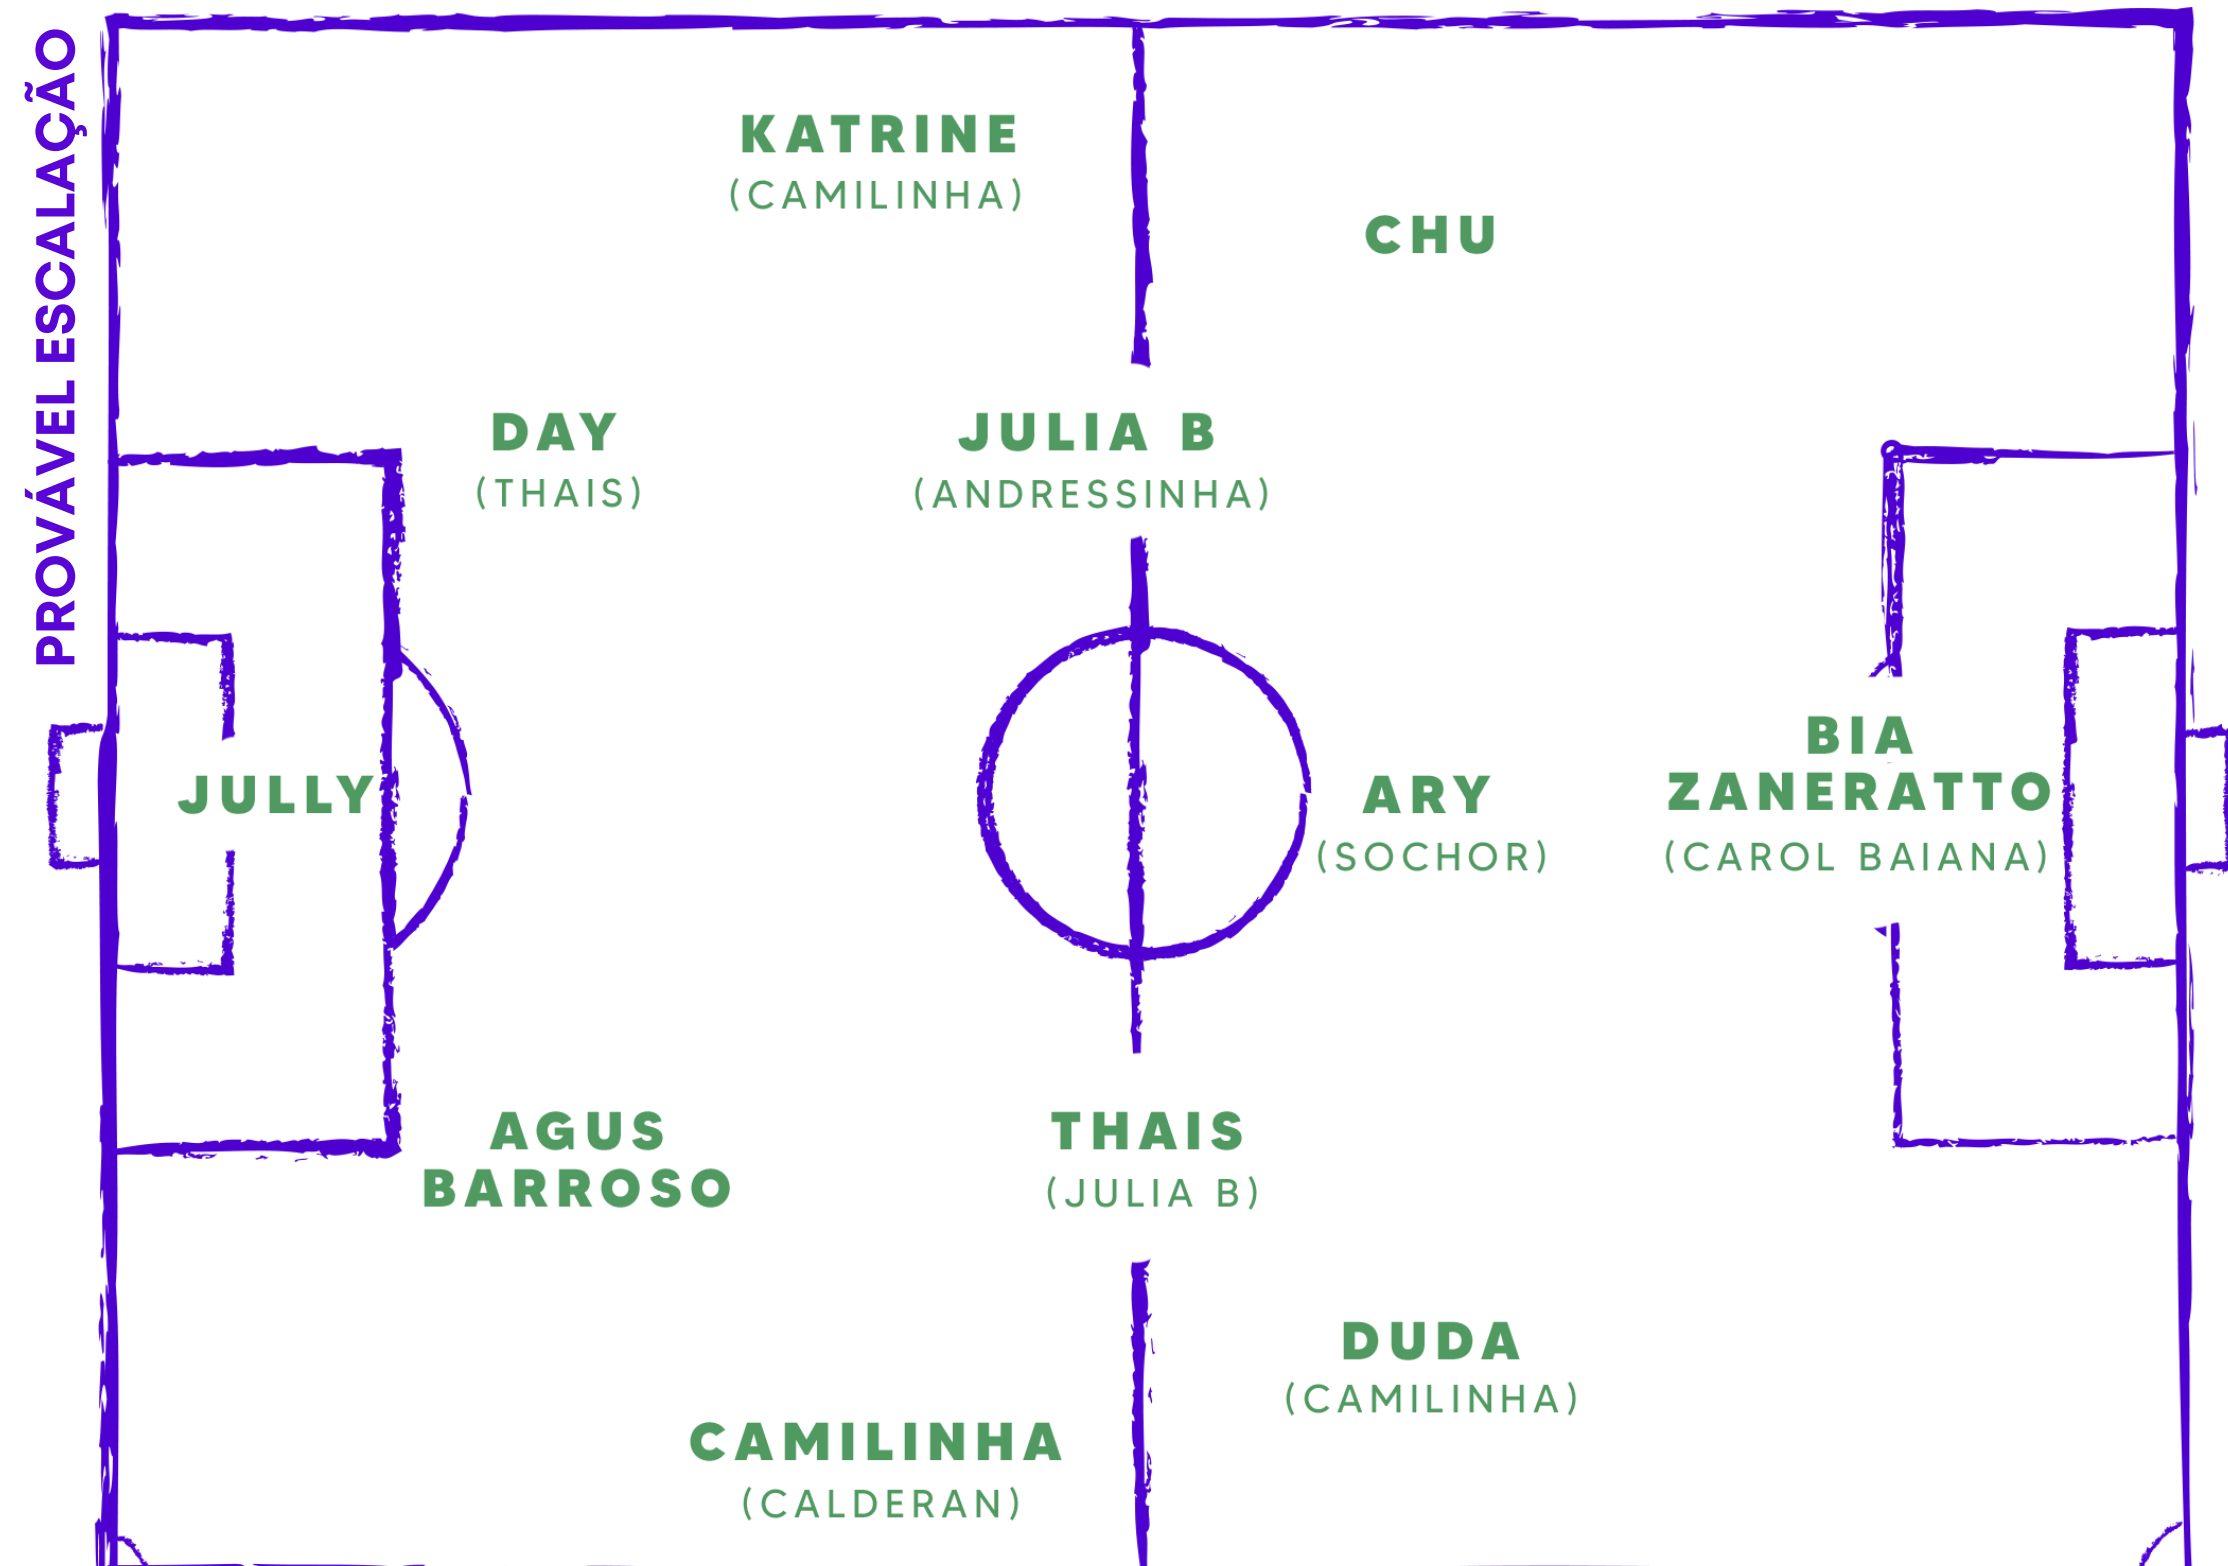 PROVÁVEL ESCALAÇÃO
KATRINE
(CAMILINHA)
CHU
DAY
(THAIS)
JULIA B
(ANDRESSINHA)
JULLY
ARY
(SOCHOR)
BIA
ZANERATTO
(CAROL BAIANA)
AGUS
BARROSO
THAIS
(JULIA B)
DUDA
(CAMILINHA)
CAMILINHA
(CALDERAN)